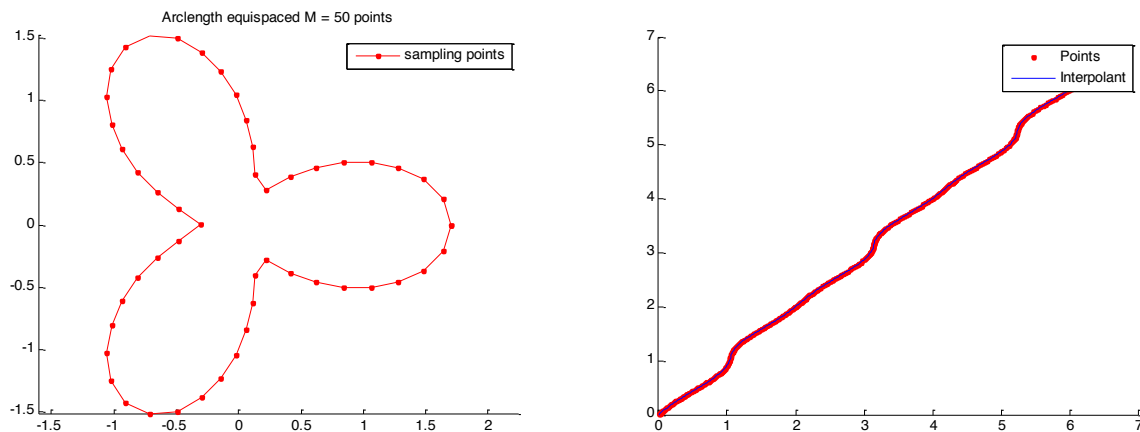 Arclength equispaced M = 50 points
sampling points
1.5
1
0.5
0
-0.5
-1
-1.5
-1.5 -1 -0.5 0 0.5 1 1.5 2
Points
Interpolant
7
6
5
4
3
2
1
0
0 1 2 3 4 5 6 7